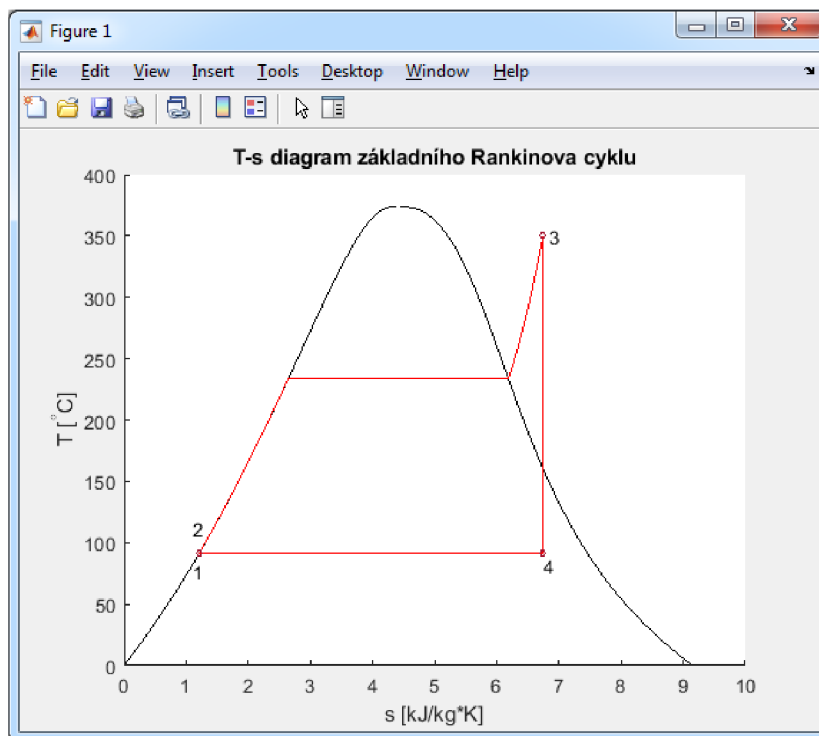 Figure 1
File Edit View Insert Tools Desktop Window Help
T-s diagram základního Rankinova cyklu
400
350
300
250
200
150
100
50
0
T [°C]
3
2
1
4
0 1 2 3 4 5 6 7 8 9 10
s [kJ/kg*K]